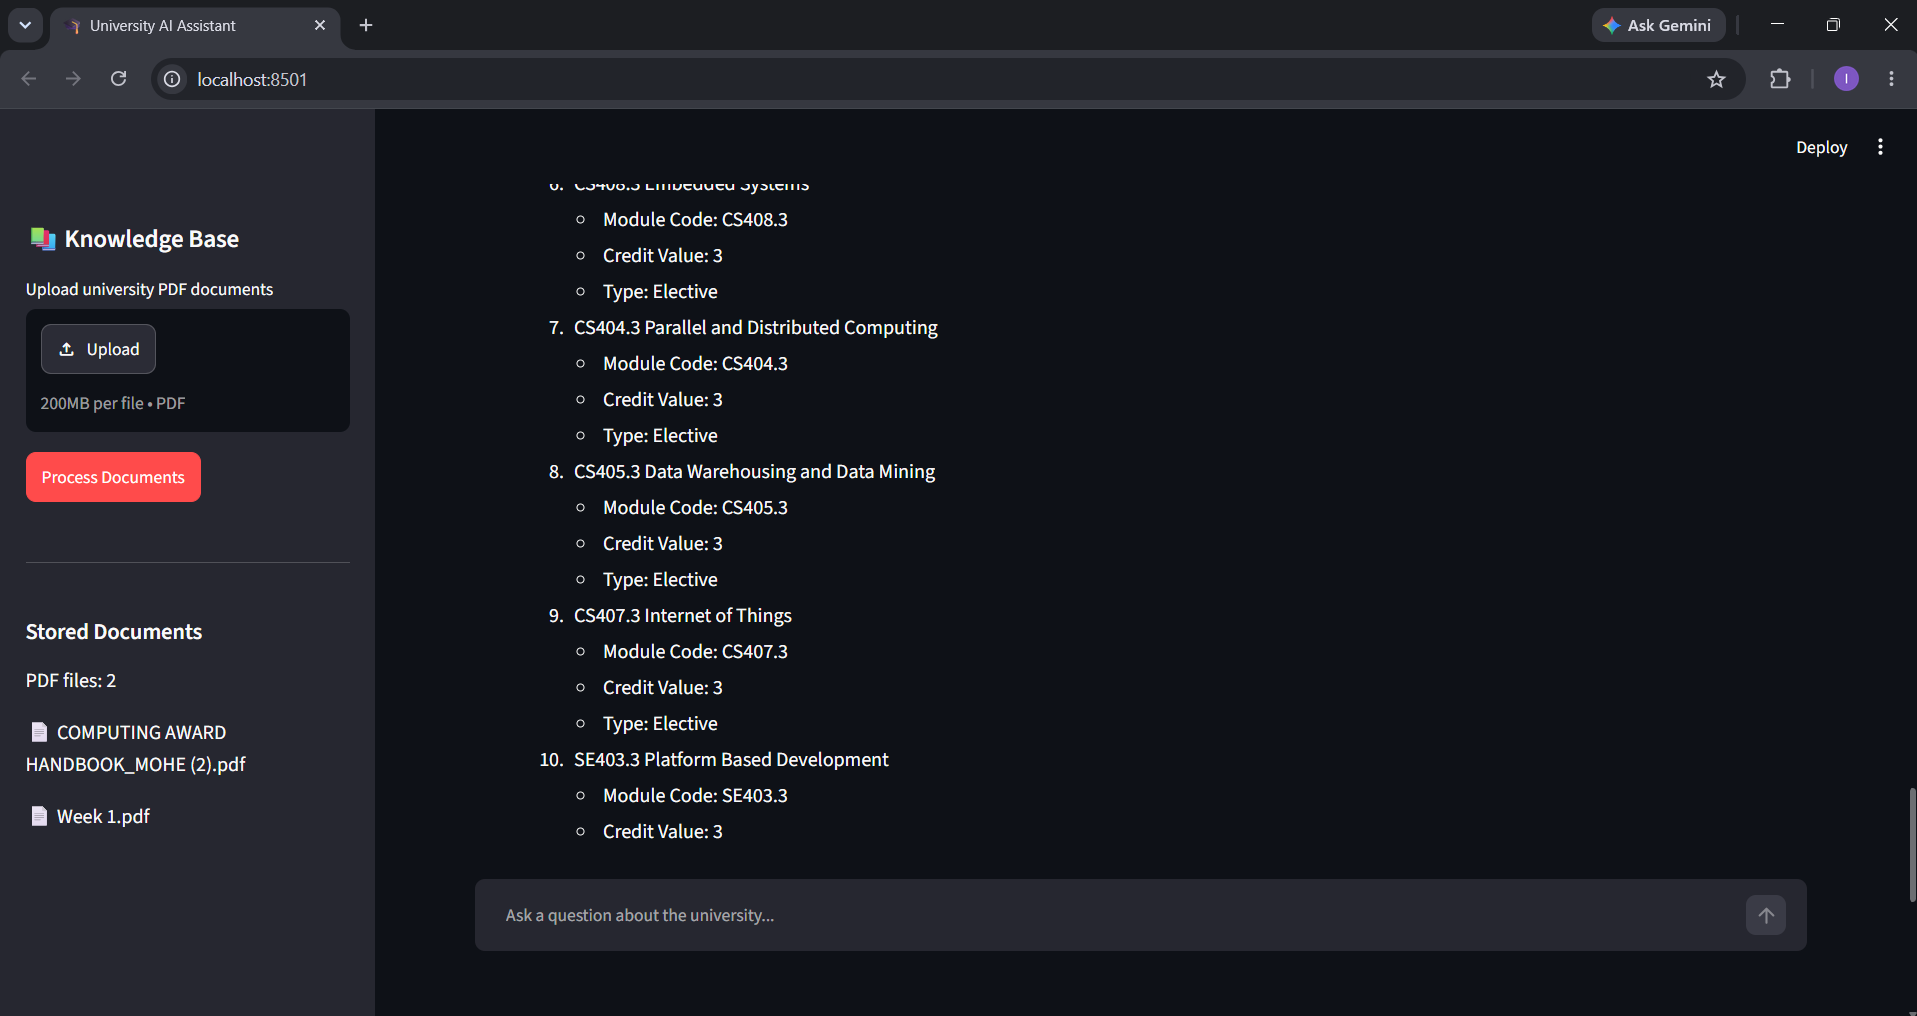 University AI Assistant
Ask Gemini
localhost:8501
I
Deploy
Knowledge Base
Upload university PDF documents
Upload
200MB per file • PDF
Process Documents
Stored Documents
PDF files: 2
COMPUTING AWARD
HANDBOOK_MOHE (2).pdf
Week 1.pdf
6. CS408.3 Embedded Systems
Module Code: CS408.3
Credit Value: 3
Type: Elective
7. CS404.3 Parallel and Distributed Computing
Module Code: CS404.3
Credit Value: 3
Type: Elective
8. CS405.3 Data Warehousing and Data Mining
Module Code: CS405.3
Credit Value: 3
Type: Elective
9. CS407.3 Internet of Things
Module Code: CS407.3
Credit Value: 3
Type: Elective
10. SE403.3 Platform Based Development
Module Code: SE403.3
Credit Value: 3
Ask a question about the university...